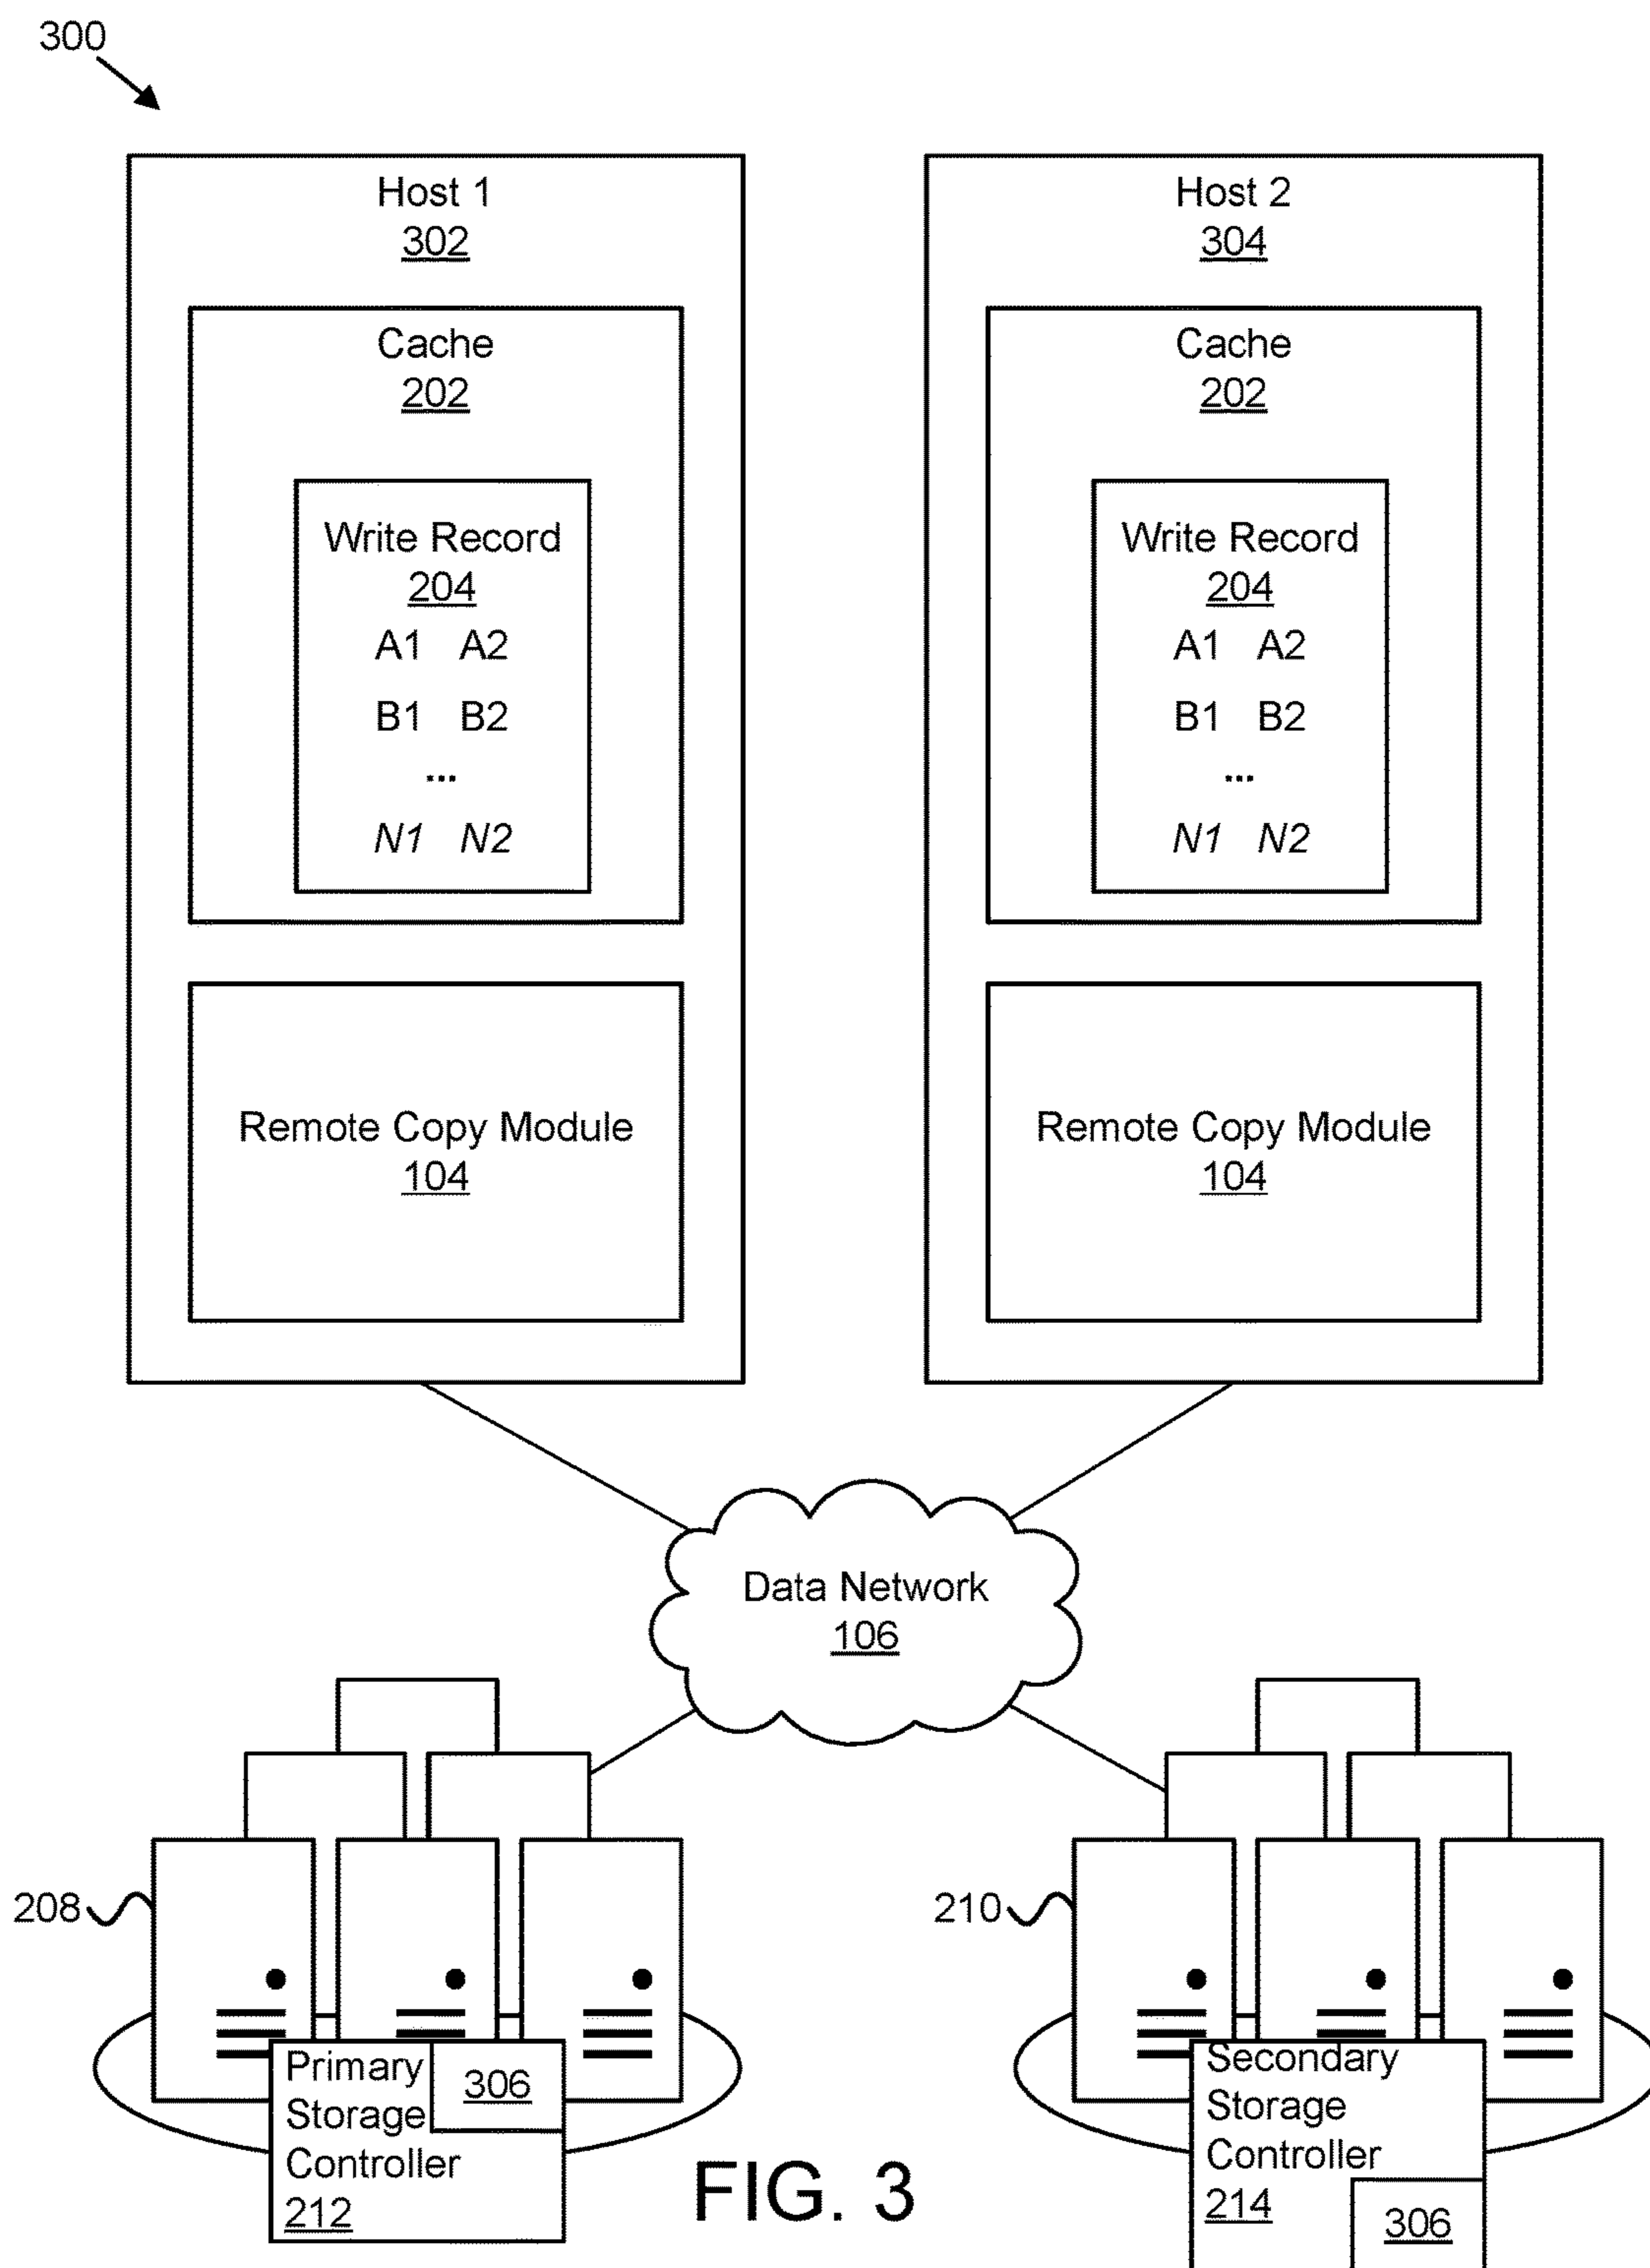 300
Host 1
302
Cache
202
Write Record
204
A1 A2
B1 B2
...
N1 N2
Remote Copy Module
104
Host 2
304
Cache
202
Write Record
204
A1 A2
B1 B2
...
N1 N2
Remote Copy Module
104
Data Network
106
208
Primary
Storage
Controller
212
306
210
Secondary
Storage
Controller
214
306
FIG. 3